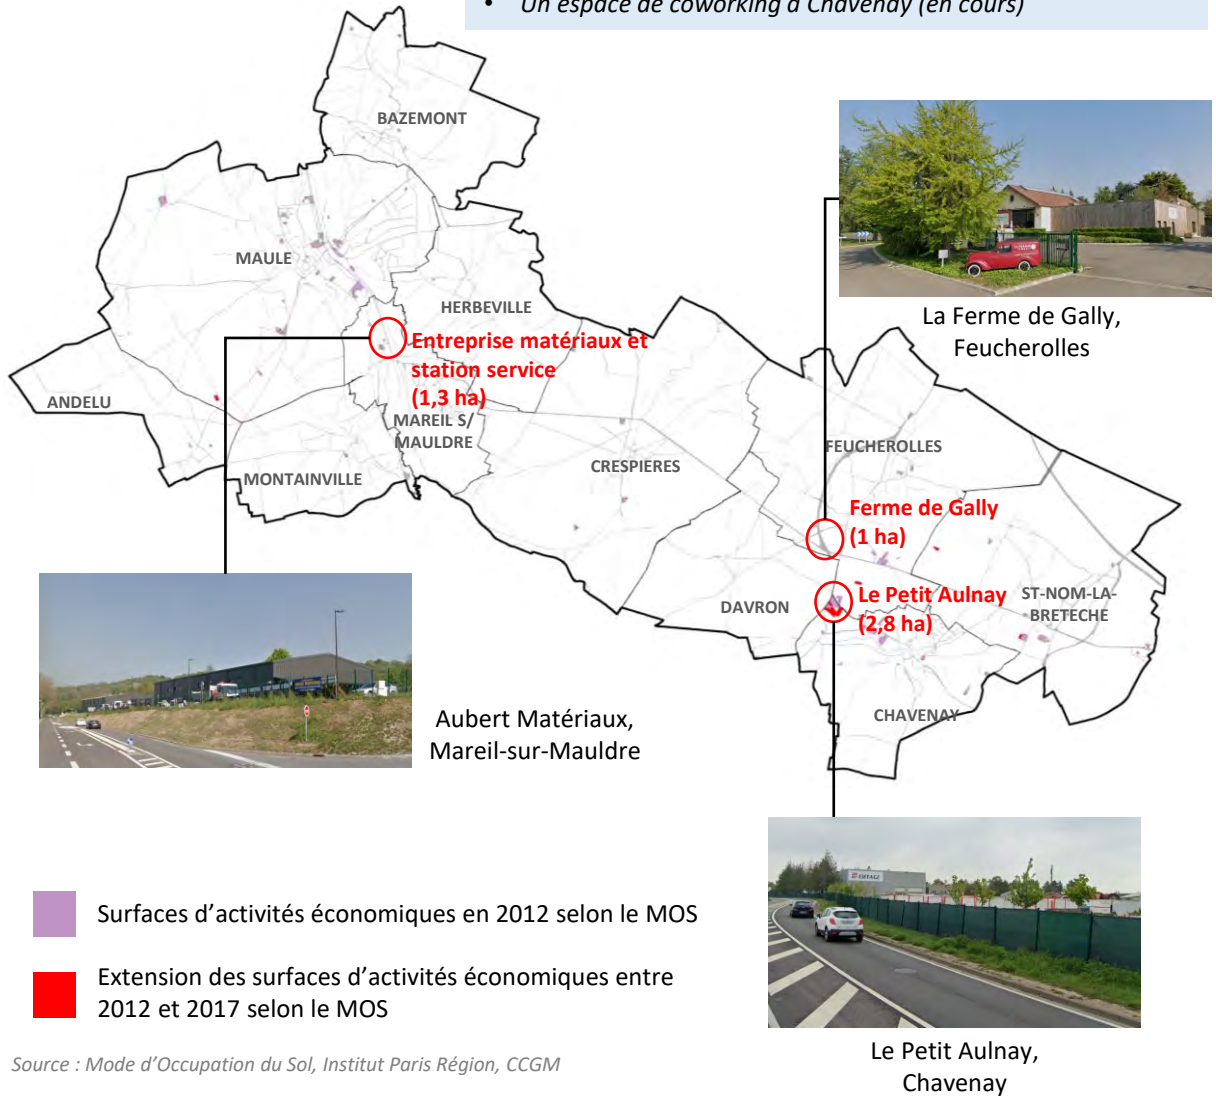 • Un espace de coworking à Chavenay (en cours)
BAZEMONT
MAULE
HERBEVILLE
Entreprise matériaux et
station service
(1,3 ha)
ANDELU
MAREIL S/
MAULDRE
MONTAINVILLE
CRESPIERES
La Ferme de Gally,
Feucherolles
FEUCHEROLLES
Ferme de Gally
(1 ha)
Le Petit Aulnay
(2,8 ha)
DAVRON
ST-NOM-LA-
BRETECHE
CHAVENAY
Aubert Matériaux,
Mareil-sur-Mauldre
EIFFAGE
Le Petit Aulnay,
Chavenay
Surfaces d’activités économiques en 2012 selon le MOS
Extension des surfaces d’activités économiques entre
2012 et 2017 selon le MOS
Source : Mode d’Occupation du Sol, Institut Paris Région, CCGM